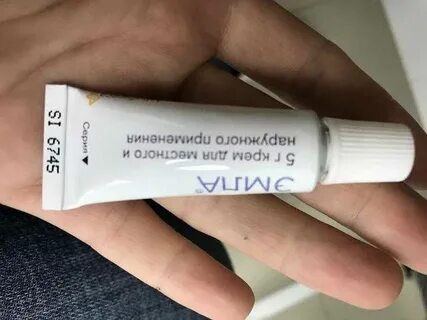 ЭМЛА®
5 г крем для местного и
наружного применения
Серия
SI 6745